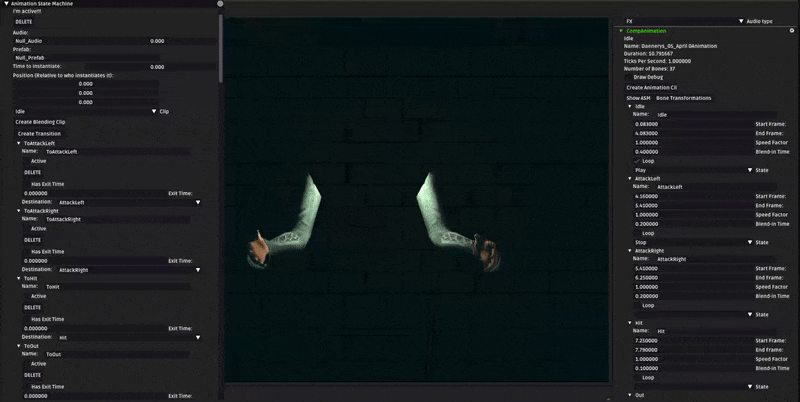 Animation State Machine
I'm active!!
DELETE
Audio:
Null_Audio 0.000
Prefab:
Null_Prefab
Time to Instantiate: 0.000
Position (Relative to who instantiates it):
0.000
0.000
0.000
Idle Clip
Create Blending Clip
Create Transition
ToAttackLeft
Name: ToAttackLeft
Active
DELETE
Has Exit Time
0.000000 Exit Time:
Destination: AttackLeft
ToAttackRight
Name: ToAttackRight
Active
DELETE
Has Exit Time
0.000000 Exit Time:
Destination: AttackRight
ToHit
Name: ToHit
Active
DELETE
Has Exit Time
0.000000 Exit Time:
Destination: Hit
ToOut
Name: ToOut
Active
DELETE
Has Exit Time
0.000000 Exit Time:
FX Audio type
CompAnimation
Idle
Name: Daenerys_05_April 0Animation
Duration: 10.791667
Ticks Per Second: 1.000000
Number of Bones: 37
Draw Debug
Create Animation Cli
Show ASM Bone Transformations
Idle
Name: Idle
0.083000 Start Frame:
4.083000 End Frame:
1.000000 Speed Factor
0.400000 Blend-in Time
Loop
Play State
AttackLeft
Name: AttackLeft
4.160000 Start Frame:
5.410000 End Frame:
1.000000 Speed Factor
0.200000 Blend-in Time
Loop
Stop State
AttackRight
Name: AttackRight
5.410000 Start Frame:
6.250000 End Frame:
1.000000 Speed Factor
0.200000 Blend-in Time
Loop
State
Hit
Name: Hit
7.250000 Start Frame:
7.790000 End Frame:
1.000000 Speed Factor
0.100000 Blend-in Time
Loop
State
Out